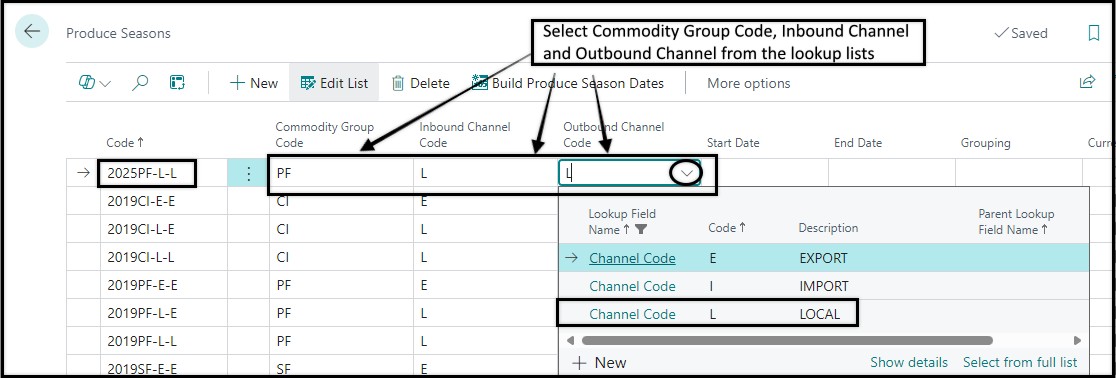 Produce Seasons
Select Commodity Group Code, Inbound Channel
and Outbound Channel from the lookup lists
Saved
New
Edit List
Delete
Build Produce Season Dates
More options
Code↑
Commodity Group
Code
Inbound Channel
Code
Outbound Channel
Code
Start Date
End Date
Grouping
Curre
2025PF-L-L PF L L
2019CI-E-E CI E
2019CI-L-E CI L
2019CI-L-L CI L
2019PF-E-E PF E
2019PF-L-E PF L
2019PF-L-L PF L
2019SF-E-E SF E
Lookup Field
Name↑
Code↑
Description
Parent Lookup
Field Name↑
Channel Code E EXPORT
Channel Code I IMPORT
Channel Code L LOCAL
+ New
Show details
Select from full list